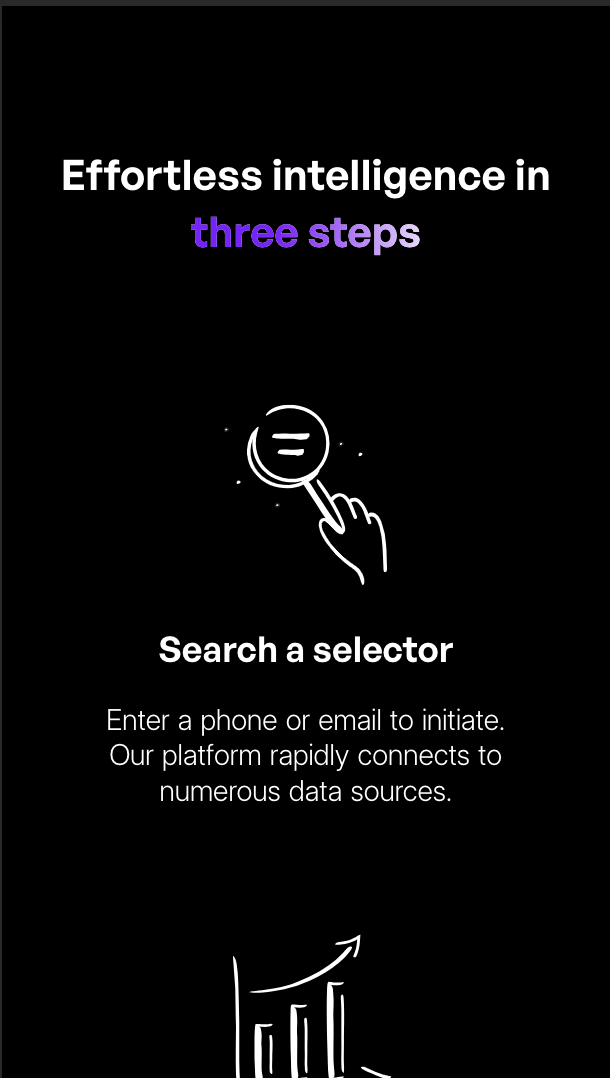 Effortless intelligence in
three steps
Search a selector
Enter a phone or email to initiate.
Our platform rapidly connects to
numerous data sources.